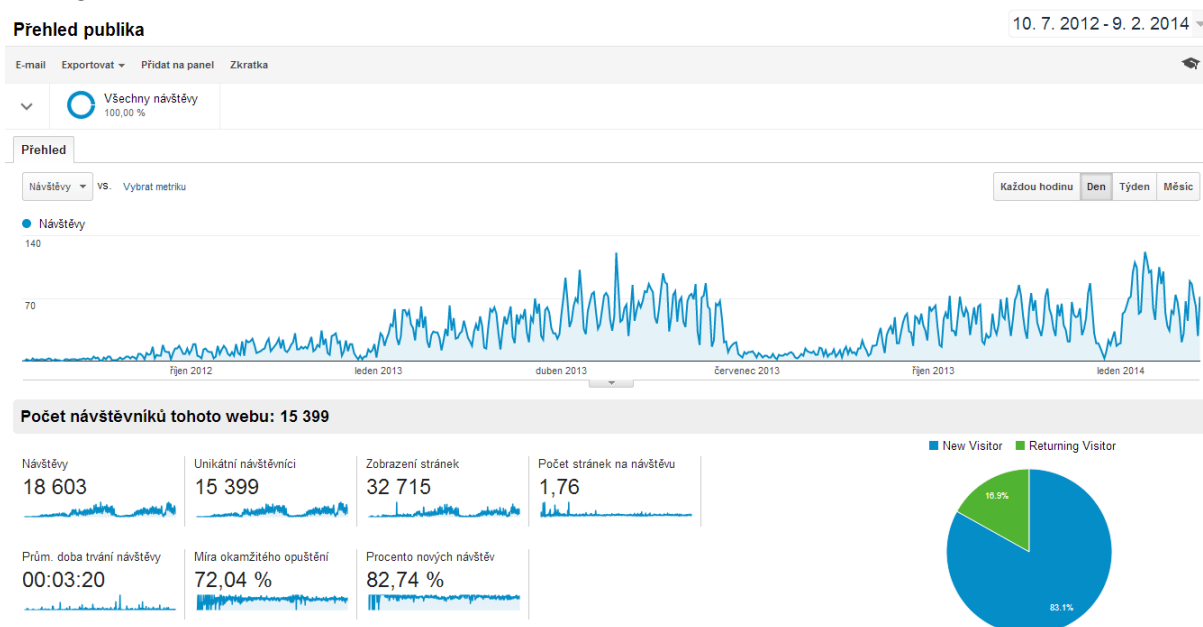 Přehled publika
10. 7. 2012 - 9. 2. 2014
E-mail Exportovat Přidat na panel Zkratka
Všechny návštěvy
100,00 %
Přehled
Návštěvy VS. Vybrat metriku
Každou hodinu Den Týden Měsíc
Návštěvy
140
70
říjen 2012 leden 2013 duben 2013 červenec 2013 říjen 2013 leden 2014
Počet návštěvníků tohoto webu: 15 399
New Visitor Returning Visitor
Návštěvy
18 603
Unikátní návštěvníci
15 399
Zobrazení stránek
32 715
Počet stránek na návštěvu
1,76
Prům. doba trvání návštěvy
00:03:20
Míra okamžitého opuštění
72,04 %
Procento nových návštěv
82,74 %
16.9%
83.1%